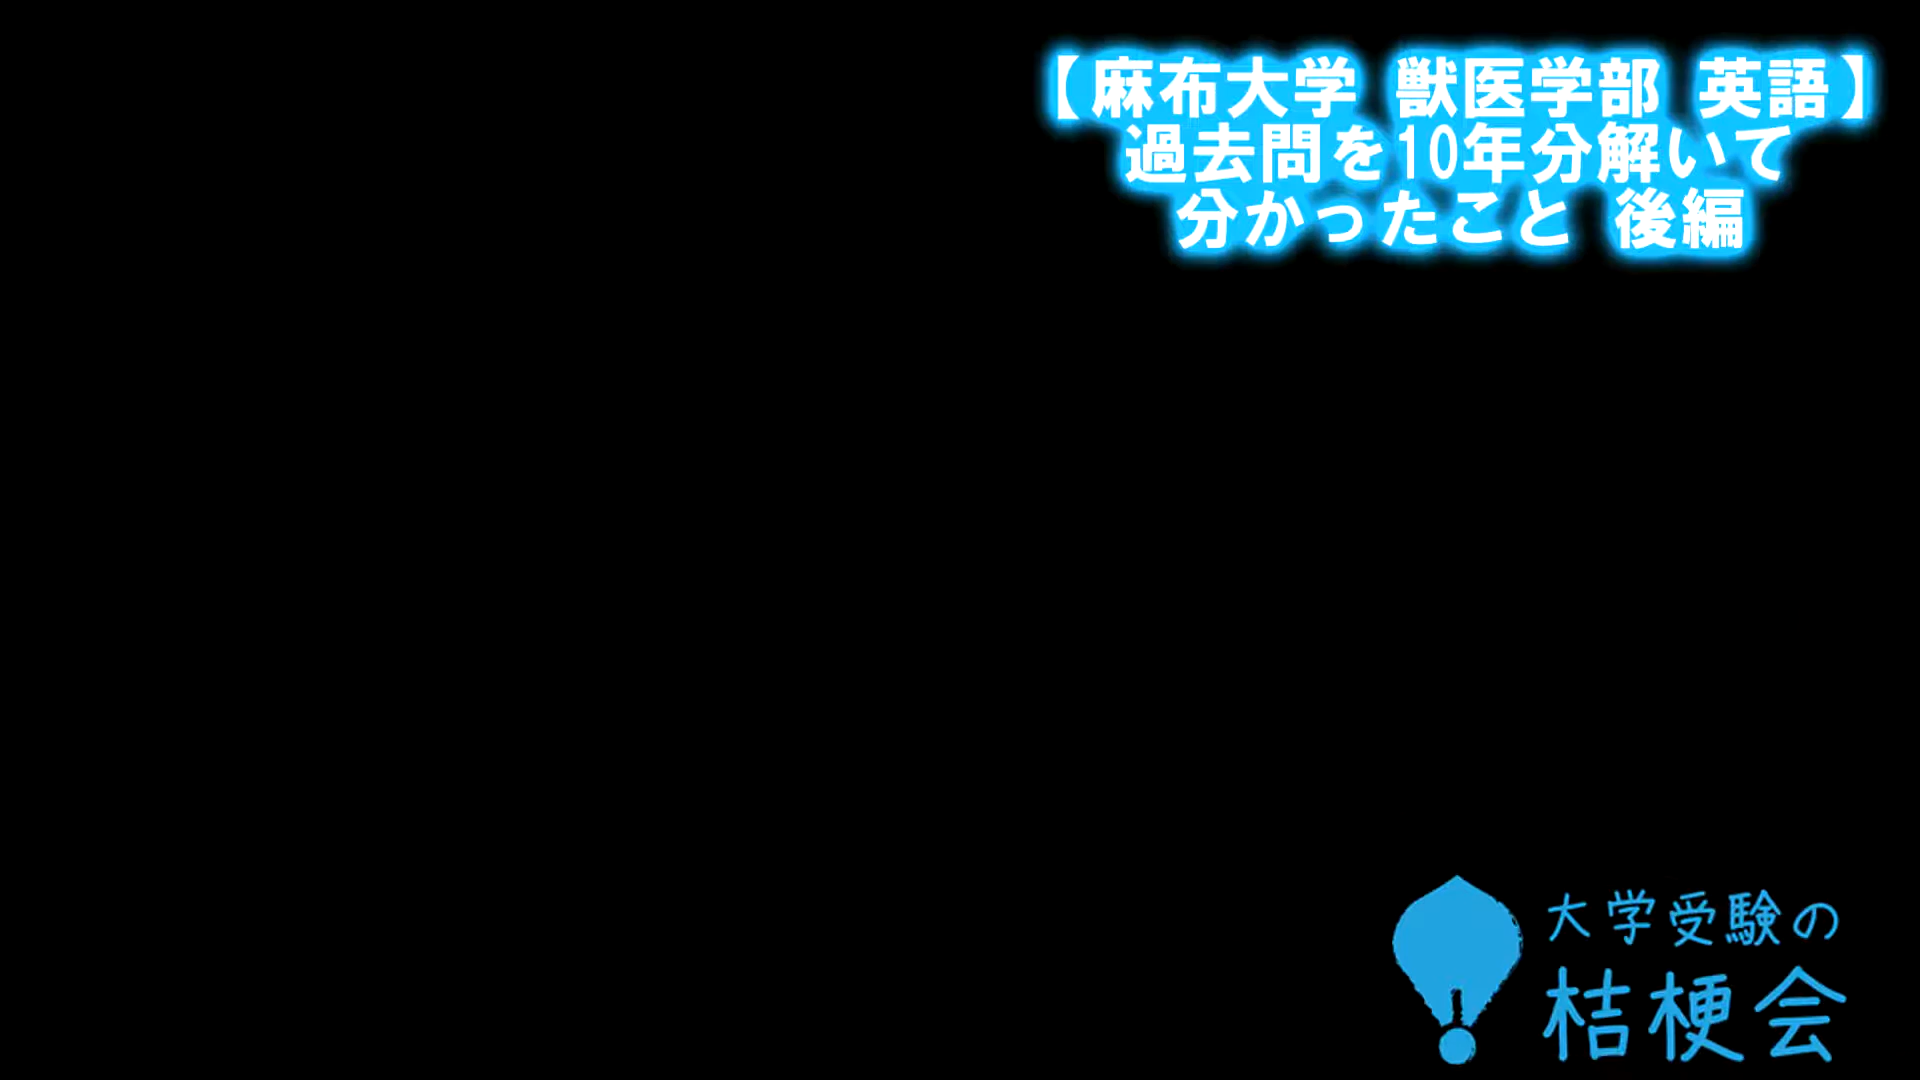 【麻布大学 獣医学部 英語】
過去問を10年分解いて
分かったこと 後編
大学受験の
桔梗会